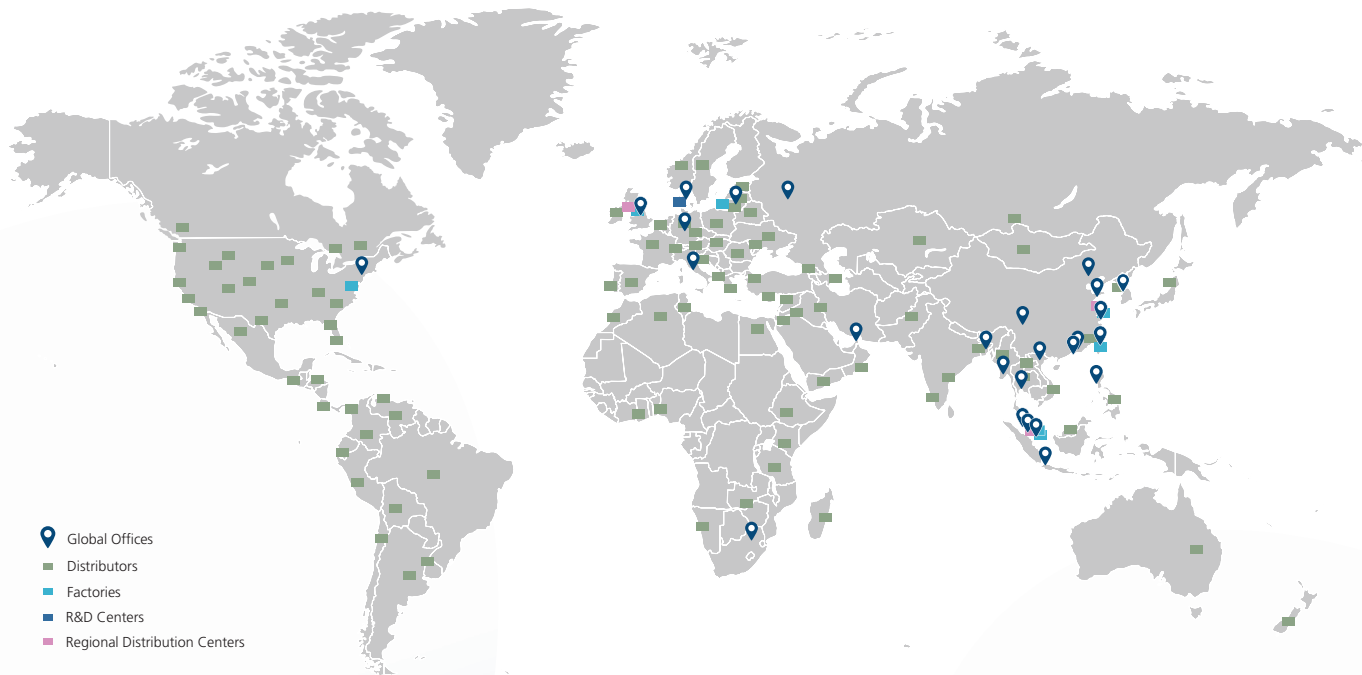 Global Offices
Distributors
Factories
R&D Centers
Regional Distribution Centers